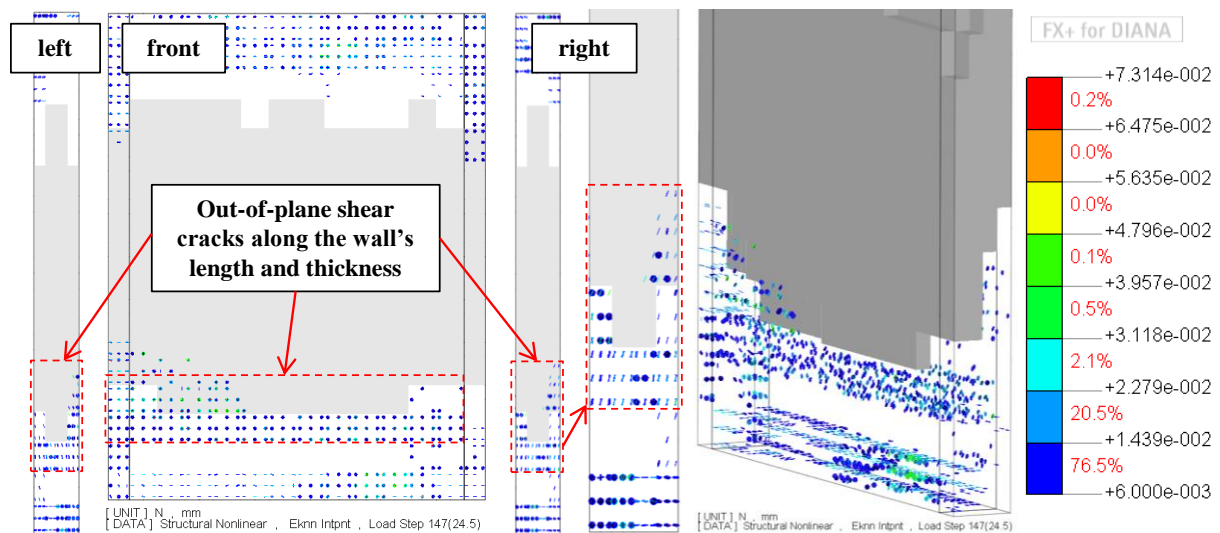 left
front
right
Out-of-plane shear
cracks along the wall's
length and thickness
[ UNIT ] N , mm
[ DATA ] Structural Nonlinear , Eknn Intpnt , Load Step 147(24.5)
[ UNIT ] N , mm
[ DATA ] Structural Nonlinear , Eknn Intpnt , Load Step 147(24.5)
FX+ for DIANA
+7.314e-002
0.2%
+6.475e-002
0.0%
+5.635e-002
0.0%
+4.796e-002
0.1%
+3.957e-002
0.5%
+3.118e-002
2.1%
+2.279e-002
20.5%
+1.439e-002
76.5%
+6.000e-003